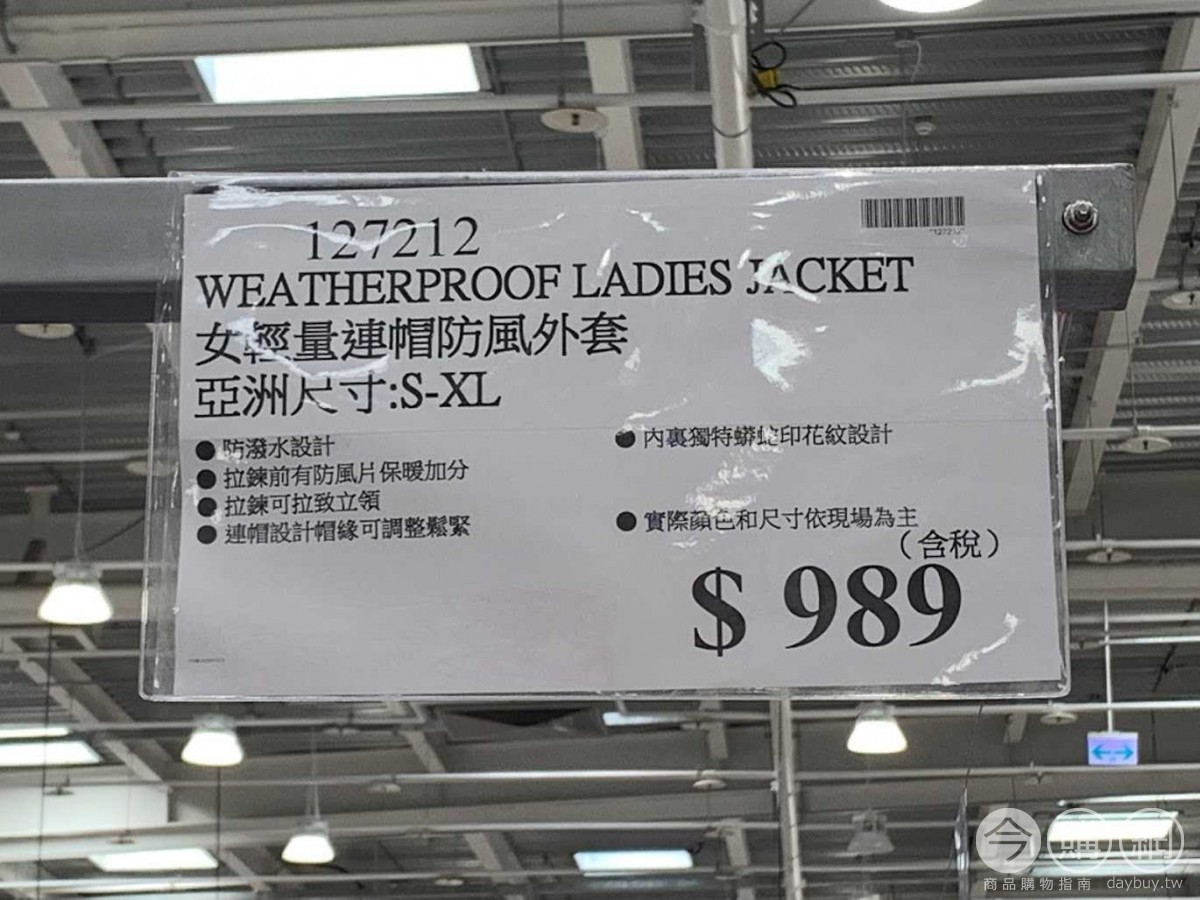 127212
"127212"
WEATHERPROOF LADIES JACKET
女輕量連帽防風外套
亞洲尺寸:S-XL
●防潑水設計
●拉鍊前有防風片保暖加分
●拉鍊可拉致立領
●連帽設計帽緣可調整鬆緊
●內裏獨特蟒蛇印花紋設計
●實際顏色和尺寸依現場為主
(含稅)
$ 989
今購網
商品購物指南 daybuy.tw